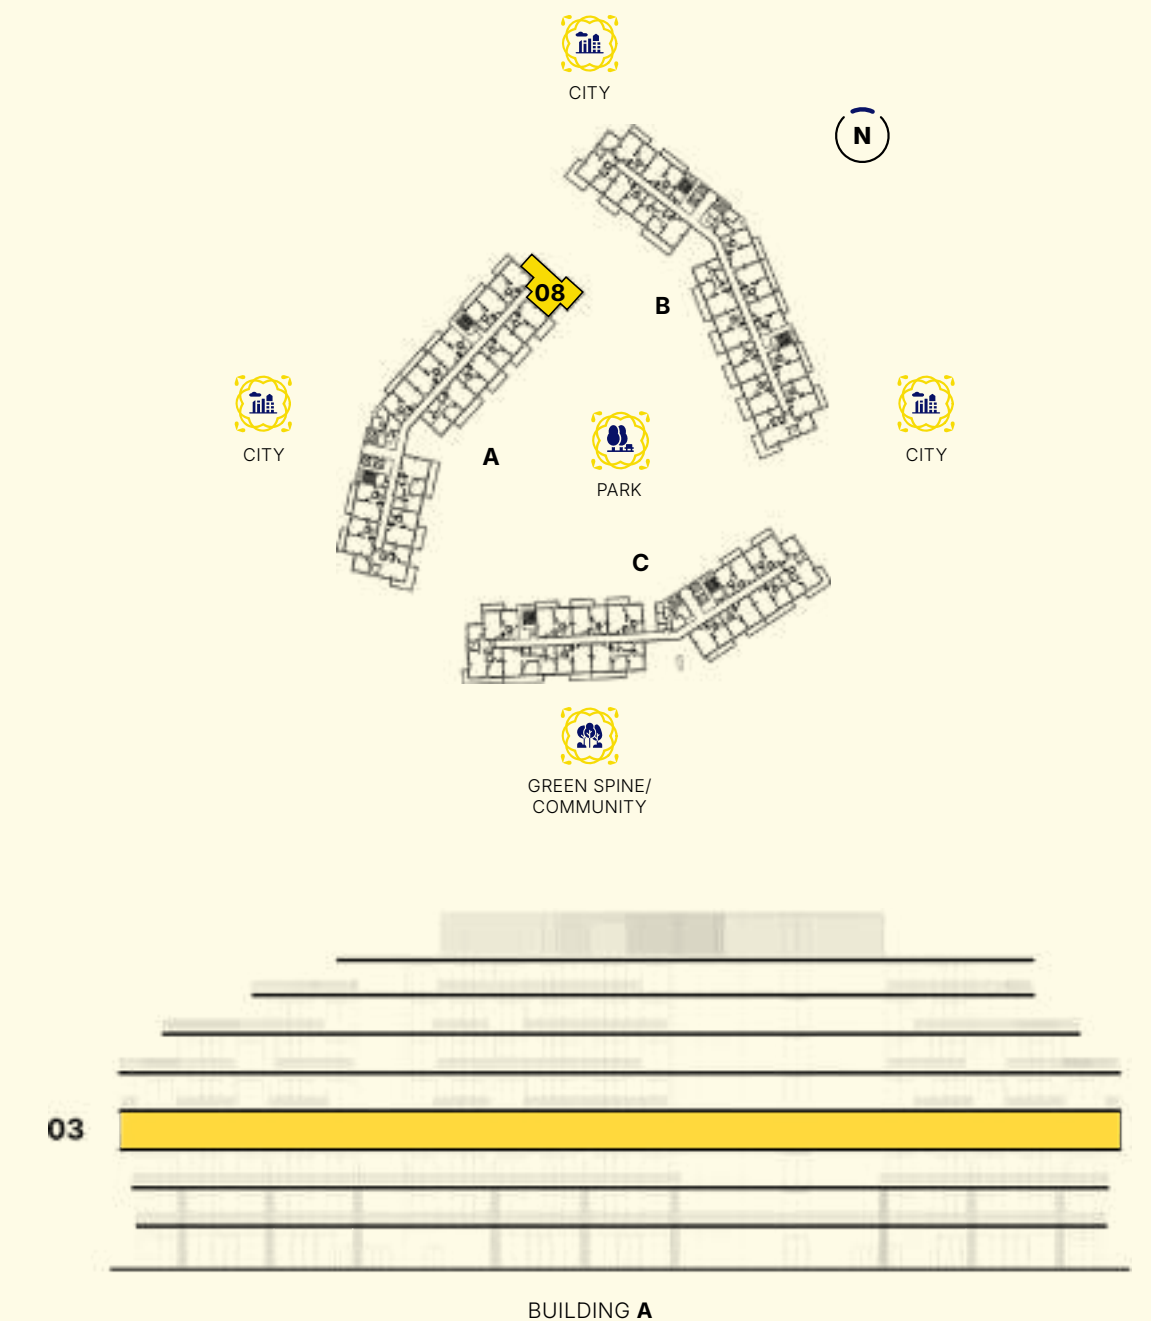 CITY
N
08
B
CITY
CITY
A
PARK
C
GREEN SPINE/
COMMUNITY
03
BUILDING A